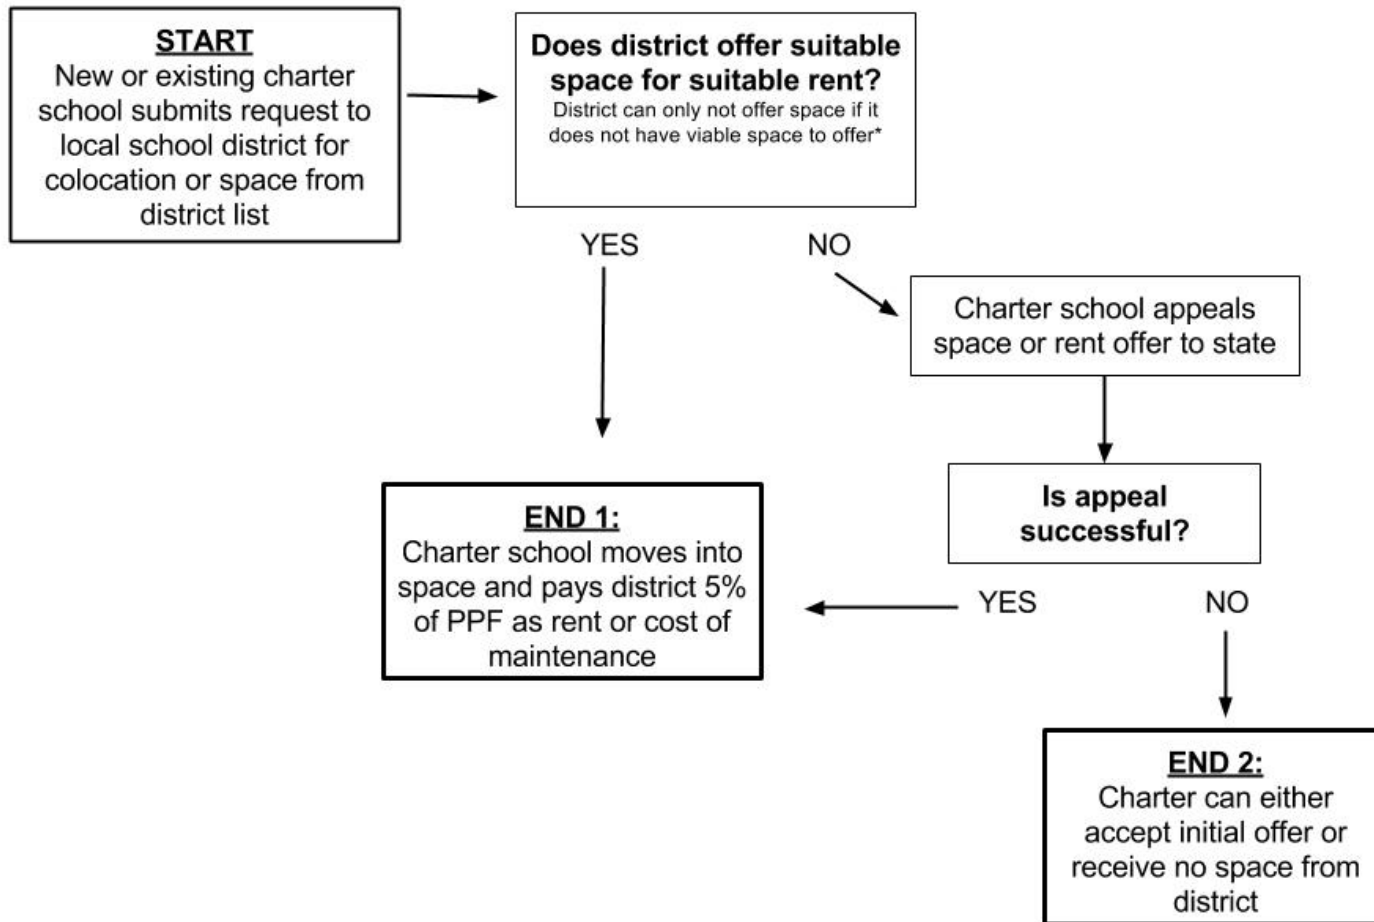 START
New or existing charter
school submits request to
local school district for
colocation or space from
district list
Does district offer suitable
space for suitable rent?
District can only not offer space if it
does not have viable space to offer*
YES
NO
Charter school appeals
space or rent offer to state
Is appeal
successful?
YES
NO
END 1:
Charter school moves into
space and pays district 5%
of PPF as rent or cost of
maintenance
END 2:
Charter can either
accept initial offer or
receive no space from
district